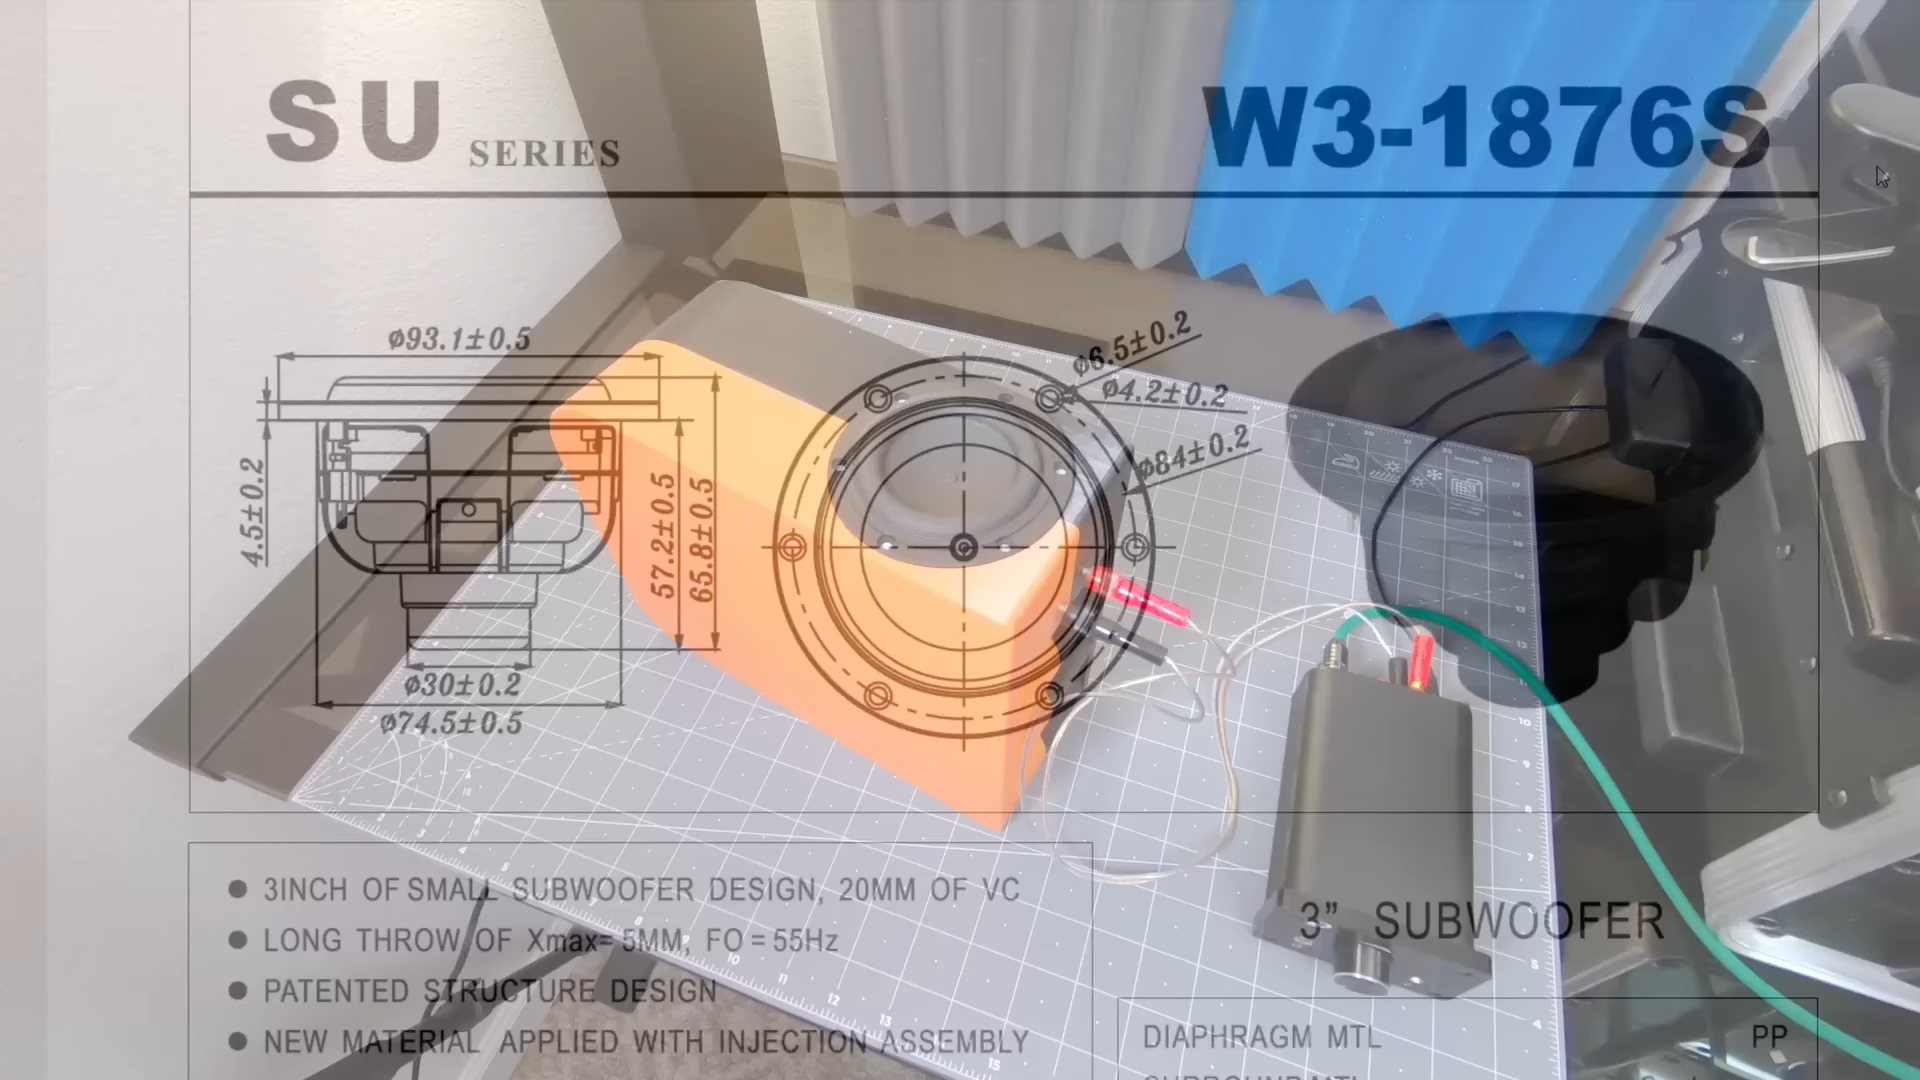 SU SERIES
W3-1876S
ø93.1±0.5
4.5±0.2
57.2±0.5
65.8±0.5
ø30±0.2
ø74.5±0.5
ø6.5±0.2
ø4.2±0.2
ø84±0.2
● 3INCH OF SMALL SUBWOOFER DESIGN, 20MM OF VC
● LONG THROW OF Xmax= 5MM, FO = 55Hz
● PATENTED STRUCTURE DESIGN
● NEW MATERIAL APPLIED WITH INJECTION ASSEMBLY
3” SUBWOOFER
DIAPHRAGM MTL PP